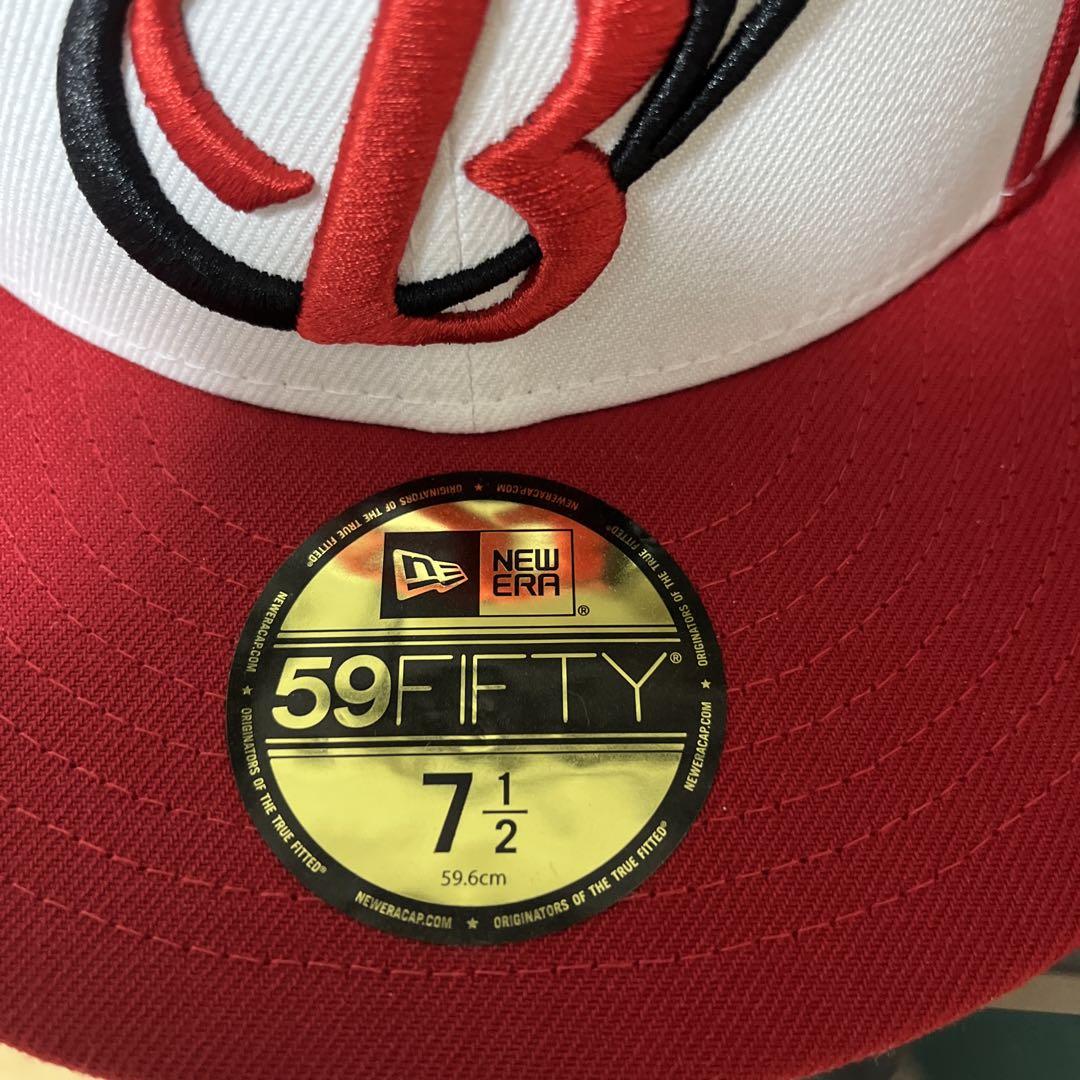 B
NEW
ERA
®
59FIFTY®
7 1/2
59.6cm
NEWERACAP.COM ★ ORIGINATORS OF THE TRUE FITTED®
NEWERACAP.COM ★ ORIGINATORS OF THE TRUE FITTED®
NEWERACAP.COM ★ ORIGINATORS OF THE TRUE FITTED®
NEWERACAP.COM ★ ORIGINATORS OF THE TRUE FITTED®